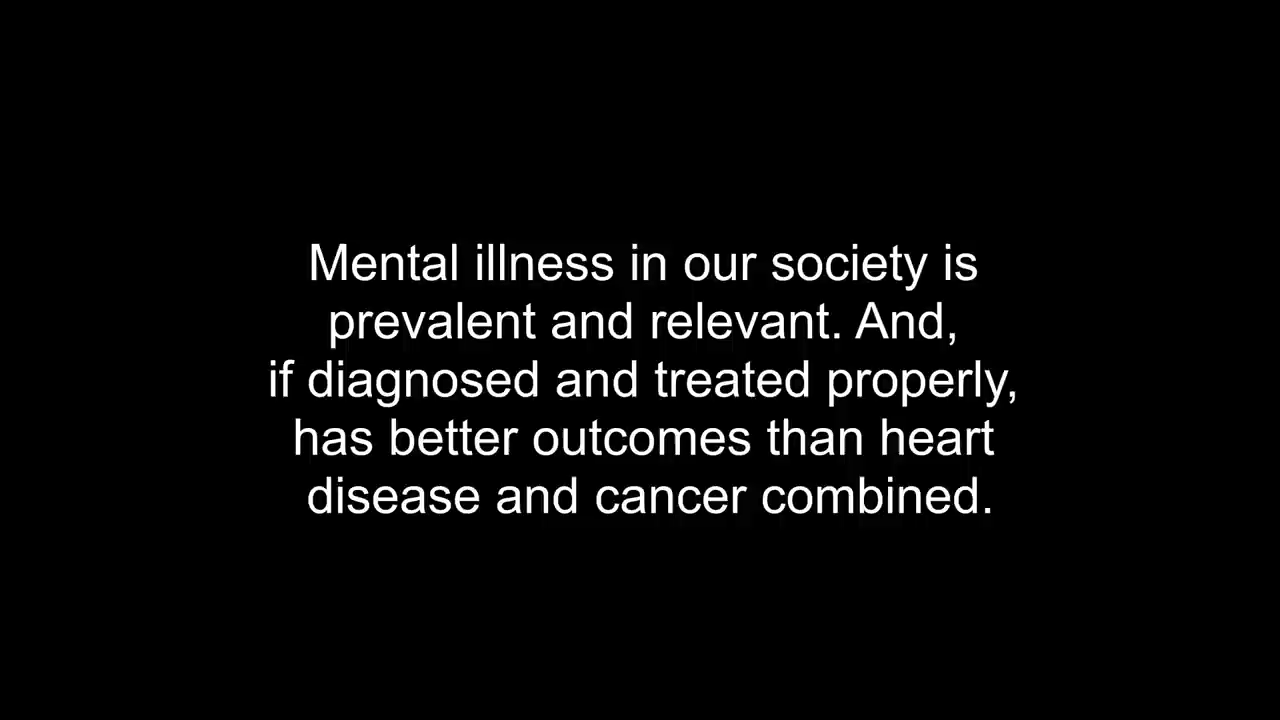 Mental illness in our society is
prevalent and relevant. And,
if diagnosed and treated properly,
has better outcomes than heart
disease and cancer combined.